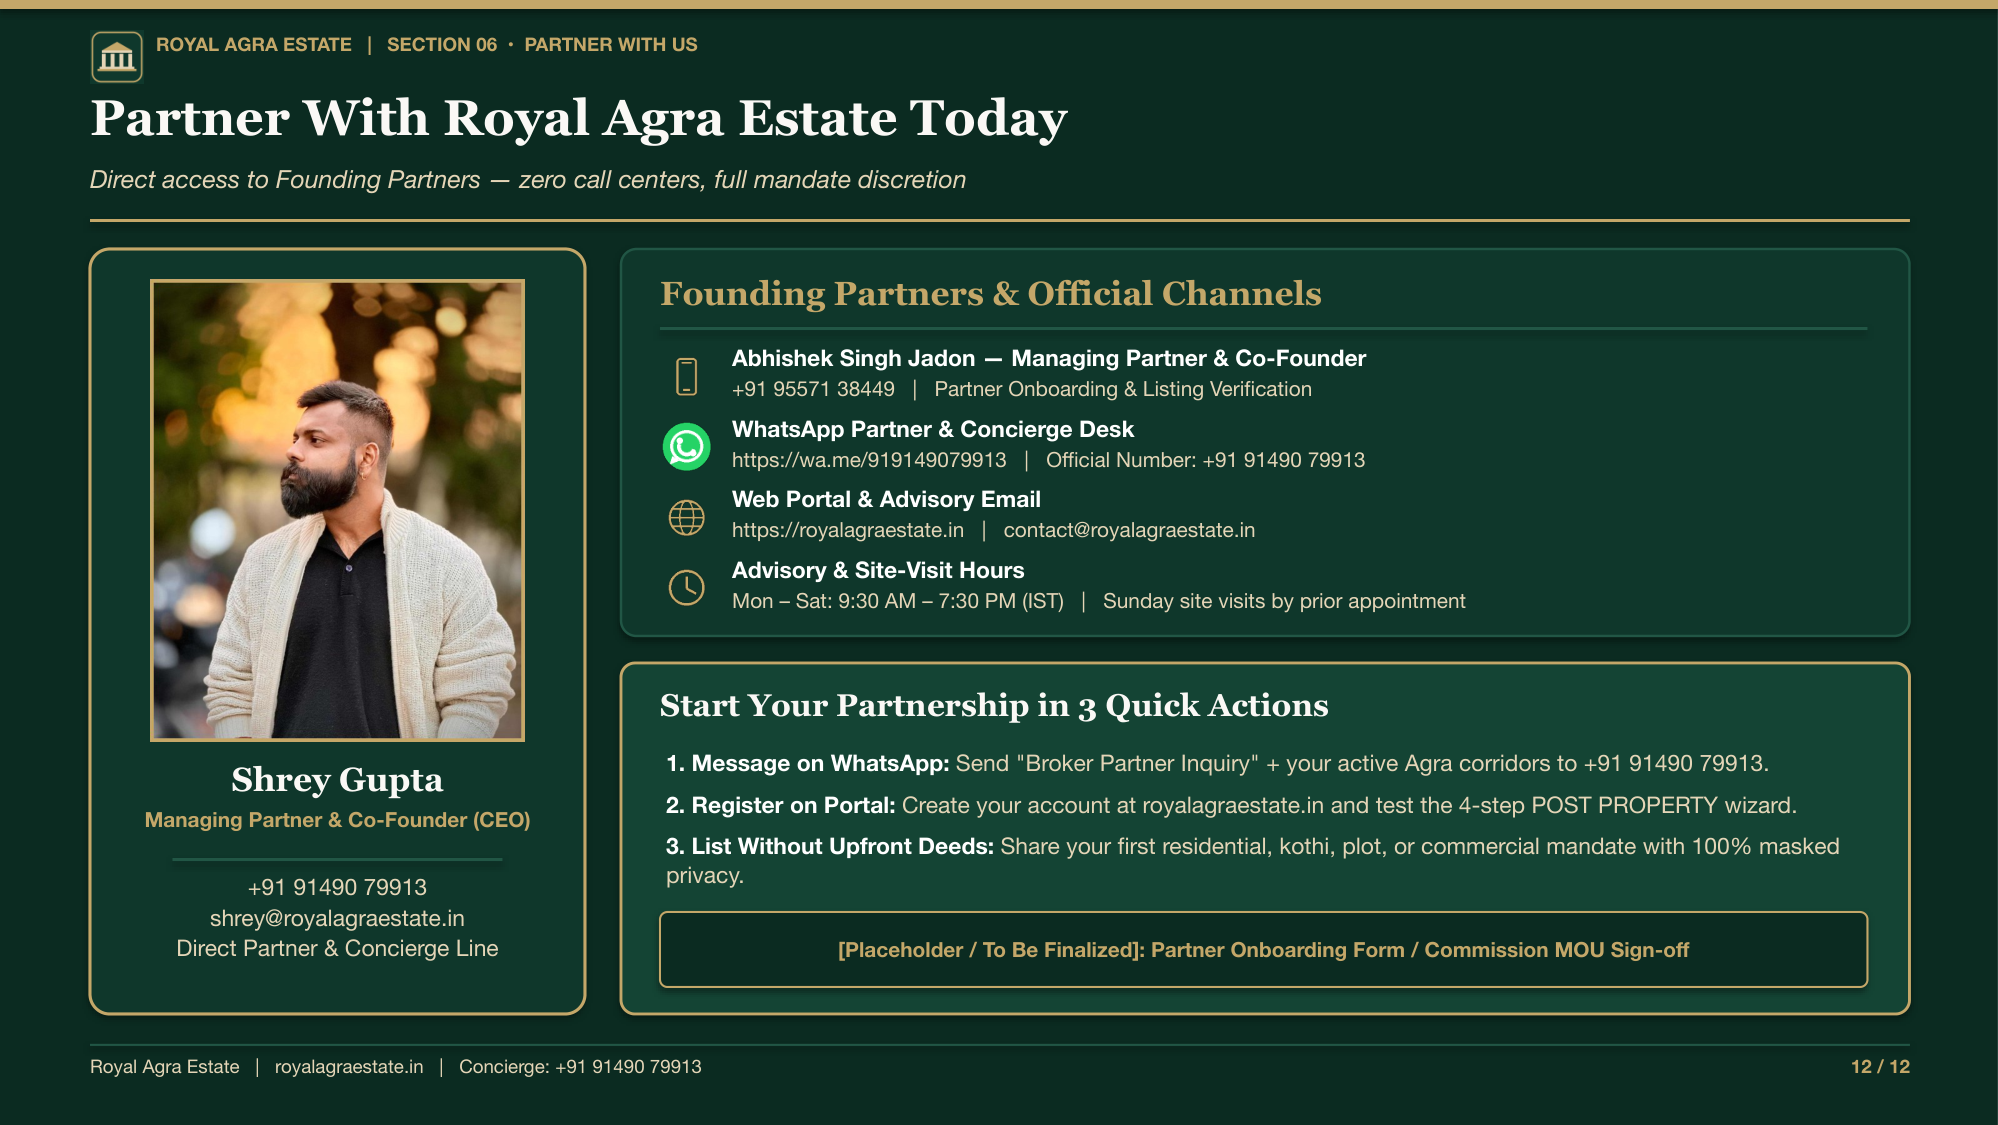 ROYAL AGRA ESTATE | SECTION 06 • PARTNER WITH US
Partner With Royal Agra Estate Today
Direct access to Founding Partners — zero call centers, full mandate discretion
Shrey Gupta
Managing Partner & Co-Founder (CEO)
+91 91490 79913
shrey@royalagraestate.in
Direct Partner & Concierge Line
Founding Partners & Official Channels
Abhishek Singh Jadon — Managing Partner & Co-Founder
+91 95571 38449 | Partner Onboarding & Listing Verification
WhatsApp Partner & Concierge Desk
https://wa.me/919149079913 | Official Number: +91 91490 79913
Web Portal & Advisory Email
https://royalagraestate.in | contact@royalagraestate.in
Advisory & Site-Visit Hours
Mon – Sat: 9:30 AM – 7:30 PM (IST) | Sunday site visits by prior appointment
Start Your Partnership in 3 Quick Actions
1. Message on WhatsApp: Send "Broker Partner Inquiry" + your active Agra corridors to +91 91490 79913.
2. Register on Portal: Create your account at royalagraestate.in and test the 4-step POST PROPERTY wizard.
3. List Without Upfront Deeds: Share your first residential, kothi, plot, or commercial mandate with 100% masked
privacy.
[Placeholder / To Be Finalized]: Partner Onboarding Form / Commission MOU Sign-off
Royal Agra Estate | royalagraestate.in | Concierge: +91 91490 79913
12 / 12